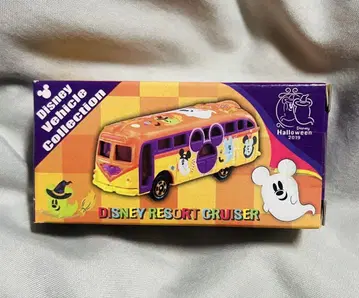 Disney
Vehicle
Collection
Disney
Halloween
2019
DISNEY RESORT CRUISER